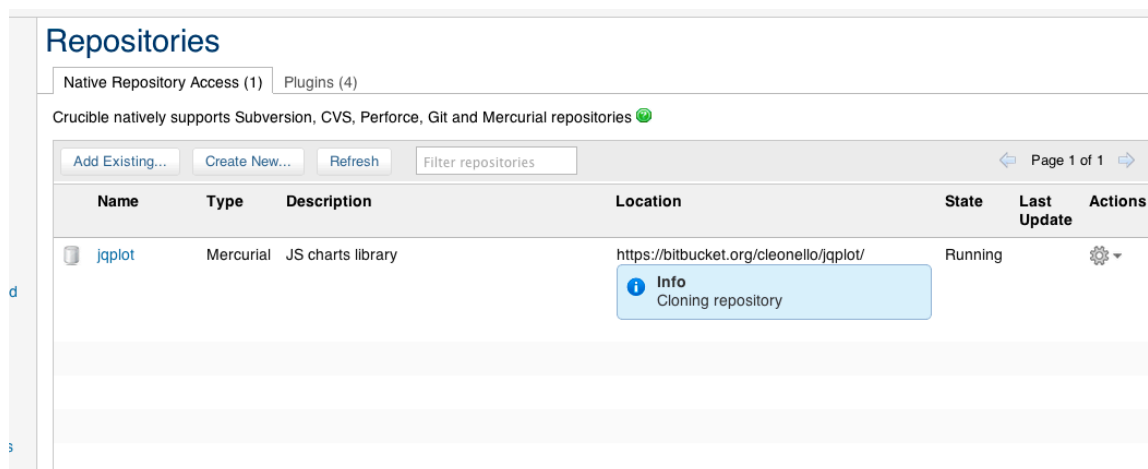 Repositories
Native Repository Access (1) Plugins (4)
Crucible natively supports Subversion, CVS, Perforce, Git and Mercurial repositories
Add Existing... Create New... Refresh Filter repositories Page 1 of 1
Name Type Description Location State Last Update Actions
jqplot Mercurial JS charts library https://bitbucket.org/cleonello/jqplot/ Running
Info
Cloning repository
d
s